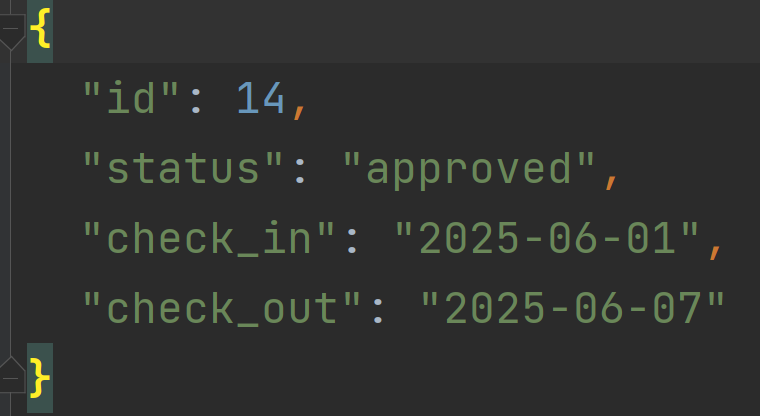 {
"id": 14,
"status": "approved",
"check_in": "2025-06-01",
"check_out": "2025-06-07"
}